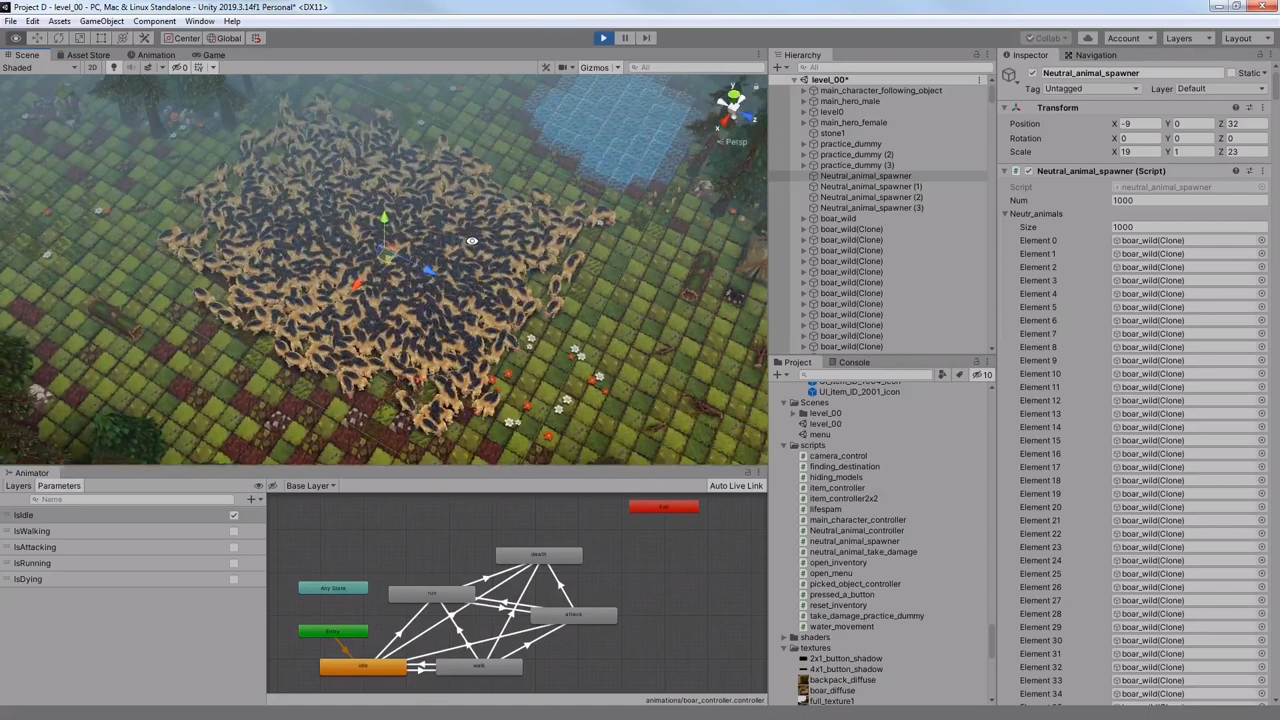 Project D - level_00 - PC, Mac & Linux Standalone - Unity 2019.3.14f1 Personal* <DX11>
File Edit Assets GameObject Component Window Help
Center Global Collab Account Layers Layout
Scene Asset Store Animation Game
Shaded 2D 0 Gizmos All
y
x
z
Persp
Hierarchy
All
level_00*
main_character_following_object
main_hero_male
level0
main_hero_female
stone1
practice_dummy
practice_dummy (2)
practice_dummy (3)
Neutral_animal_spawner
Neutral_animal_spawner (1)
Neutral_animal_spawner (2)
Neutral_animal_spawner (3)
boar_wild
boar_wild(Clone)
boar_wild(Clone)
boar_wild(Clone)
boar_wild(Clone)
boar_wild(Clone)
boar_wild(Clone)
boar_wild(Clone)
boar_wild(Clone)
boar_wild(Clone)
boar_wild(Clone)
boar_wild(Clone)
boar_wild(Clone)
Project Console
10
UI_item_ID_2001_icon
Scenes
level_00
level_00
menu
scripts
camera_control
finding_destination
hiding_models
item_controller
item_controller2x2
lifespam
main_character_controller
Neutral_animal_controller
neutral_animal_spawner
neutral_animal_take_damage
open_inventory
open_menu
picked_object_controller
pressed_a_button
reset_inventory
take_damage_practice_dummy
water_movement
shaders
textures
2x1_button_shadow
4x1_button_shadow
backpack_diffuse
boar_diffuse
full_texture1
Inspector Navigation
Neutral_animal_spawner Static
Tag Untagged Layer Default
Transform
Position X -9 Y 0 Z 32
Rotation X 0 Y 0 Z 0
Scale X 19 Y 1 Z 23
Neutral_animal_spawner (Script)
Script neutral_animal_spawner
Num 1000
Neutr_animals
Size 1000
Element 0 boar_wild(Clone)
Element 1 boar_wild(Clone)
Element 2 boar_wild(Clone)
Element 3 boar_wild(Clone)
Element 4 boar_wild(Clone)
Element 5 boar_wild(Clone)
Element 6 boar_wild(Clone)
Element 7 boar_wild(Clone)
Element 8 boar_wild(Clone)
Element 9 boar_wild(Clone)
Element 10 boar_wild(Clone)
Element 11 boar_wild(Clone)
Element 12 boar_wild(Clone)
Element 13 boar_wild(Clone)
Element 14 boar_wild(Clone)
Element 15 boar_wild(Clone)
Element 16 boar_wild(Clone)
Element 17 boar_wild(Clone)
Element 18 boar_wild(Clone)
Element 19 boar_wild(Clone)
Element 20 boar_wild(Clone)
Element 21 boar_wild(Clone)
Element 22 boar_wild(Clone)
Element 23 boar_wild(Clone)
Element 24 boar_wild(Clone)
Element 25 boar_wild(Clone)
Element 26 boar_wild(Clone)
Element 27 boar_wild(Clone)
Element 28 boar_wild(Clone)
Element 29 boar_wild(Clone)
Element 30 boar_wild(Clone)
Element 31 boar_wild(Clone)
Element 32 boar_wild(Clone)
Element 33 boar_wild(Clone)
Element 34 boar_wild(Clone)
Animator
Layers Parameters Base Layer Auto Live Link
Name
IsIdle
IsWalking
IsAttacking
IsRunning
IsDying
Exit
death
Any State
run
attack
Entry
idle
walk
animations/boar_controller.controller